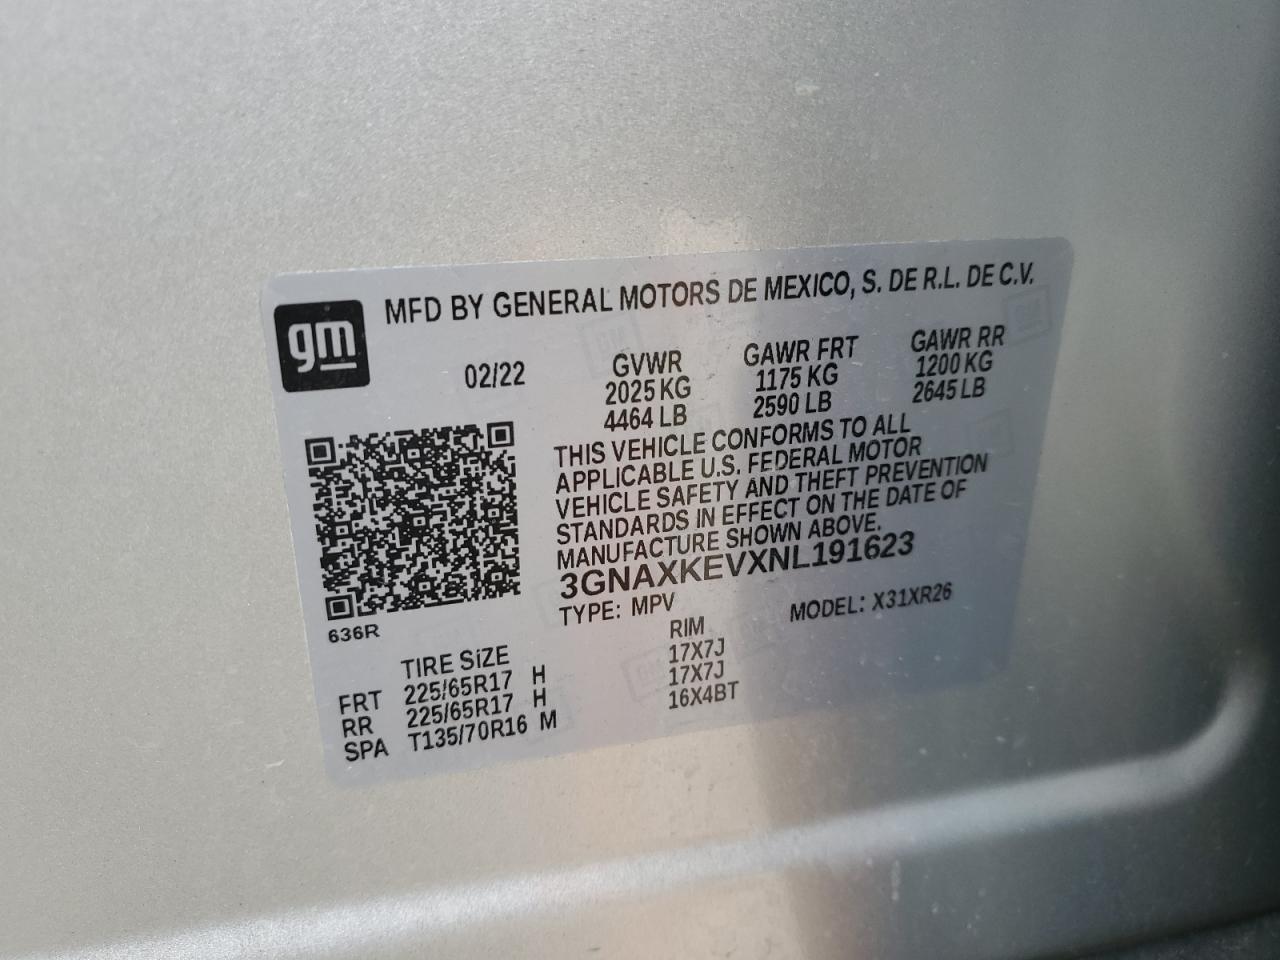 gm
MFD BY GENERAL MOTORS DE MEXICO, S. DE R.L. DE C.V.
02/22
GVWR GAWR FRT GAWR RR
2025 KG 1175 KG 1200 KG
4464 LB 2590 LB 2645 LB
THIS VEHICLE CONFORMS TO ALL
APPLICABLE U.S. FEDERAL MOTOR
VEHICLE SAFETY AND THEFT PREVENTION
STANDARDS IN EFFECT ON THE DATE OF
MANUFACTURE SHOWN ABOVE.
3GNAXKEVXNL191623
TYPE: MPV MODEL: X31XR26
636R
TIRE SIZE RIM
FRT 225/65R17 H 17X7J
RR 225/65R17 H 17X7J
SPA T135/70R16 M 16X4BT